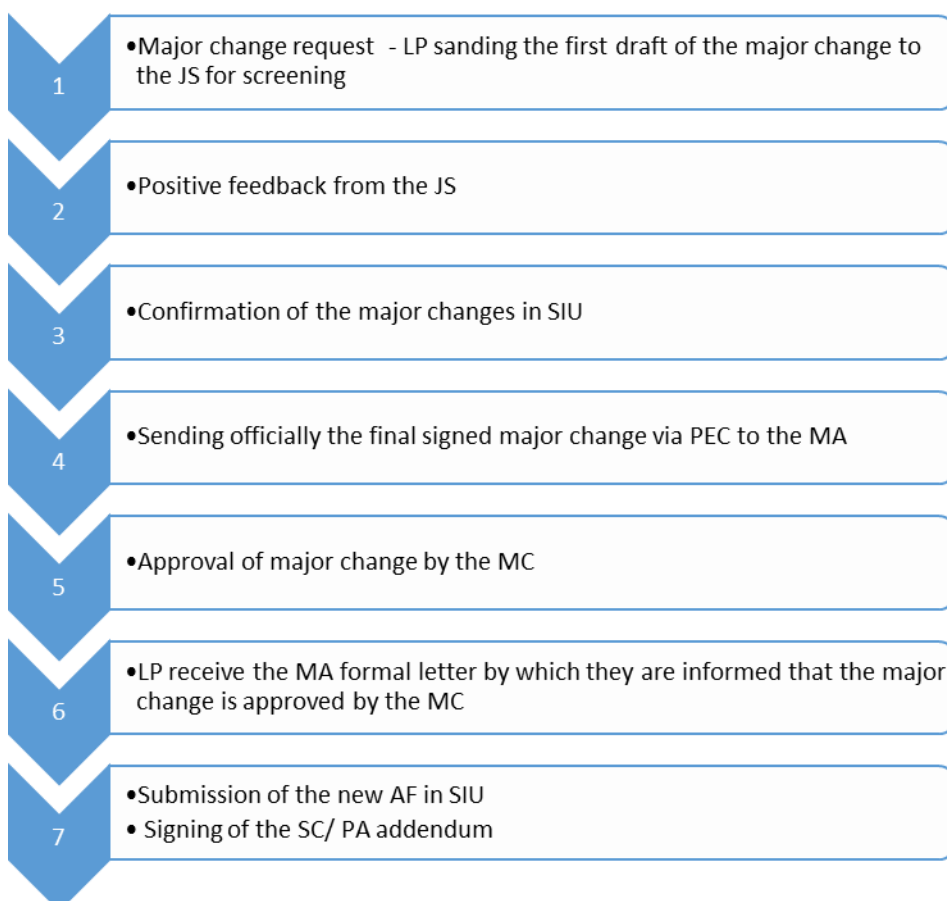 1
•Major change request - LP sanding the first draft of the major change to
the JS for screening
2
•Positive feedback from the JS
3
•Confirmation of the major changes in SIU
4
•Sending officially the final signed major change via PEC to the MA
5
•Approval of major change by the MC
6
•LP receive the MA formal letter by which they are informed that the major
change is approved by the MC
7
•Submission of the new AF in SIU
• Signing of the SC/ PA addendum